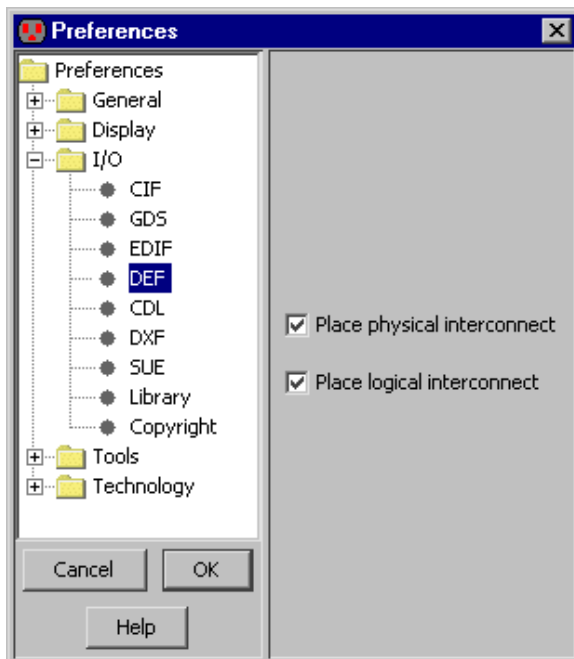 Preferences
Preferences
General
Display
I/O
CIF
GDS
EDIF
DEF
CDL
DXF
SUE
Library
Copyright
Tools
Technology
Cancel
OK
Help
Place physical interconnect
Place logical interconnect